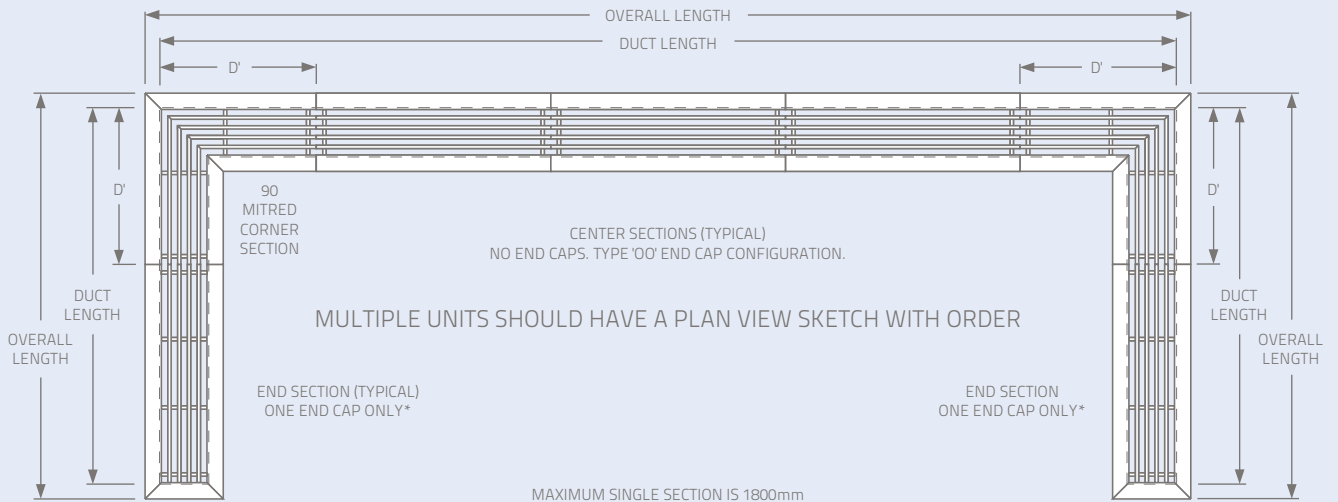 OVERALL LENGTH
DUCT LENGTH
D'
D'
D'
D'
90
MITRED
CORNER
SECTION
CENTER SECTIONS (TYPICAL)
NO END CAPS. TYPE 'OO' END CAP CONFIGURATION.
DUCT
LENGTH
OVERALL
LENGTH
MULTIPLE UNITS SHOULD HAVE A PLAN VIEW SKETCH WITH ORDER
DUCT
LENGTH
OVERALL
LENGTH
END SECTION (TYPICAL)
ONE END CAP ONLY*
END SECTION
ONE END CAP ONLY*
MAXIMUM SINGLE SECTION IS 1800mm